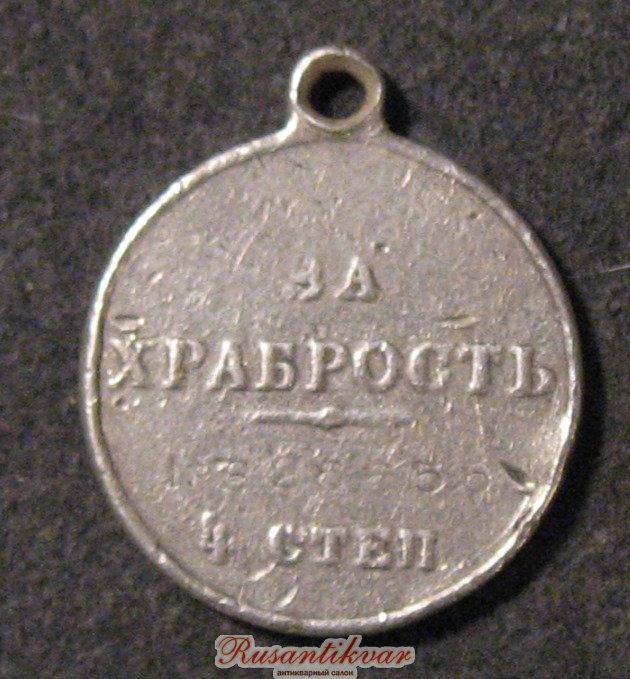 ЗА
ХРАБРОСТЬ
4 СТЕП
Rusantikvar
антикварный салон